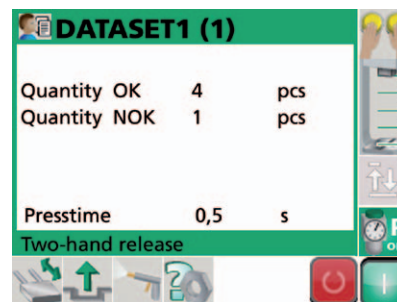 DATASET1 (1)
Quantity OK 4 pcs
Quantity NOK 1 pcs
Presstime 0,5 s
Two-hand release